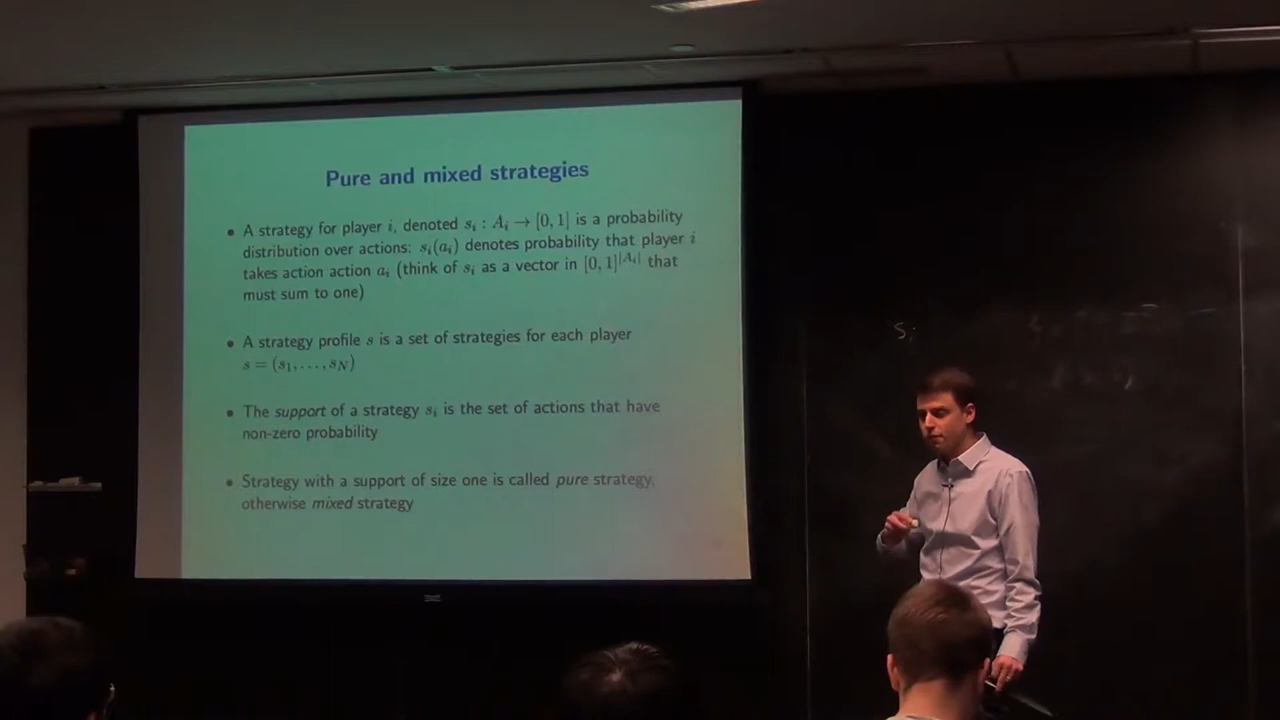 Pure and mixed strategies
• A strategy for player i, denoted s_i : A_i → [0, 1] is a probability
distribution over actions: s_i(a_i) denotes probability that player i
takes action action a_i (think of s_i as a vector in [0, 1]^{|A_i|} that
must sum to one)
• A strategy profile s is a set of strategies for each player
s = (s_1, . . . , s_N)
• The support of a strategy s_i is the set of actions that have
non-zero probability
• Strategy with a support of size one is called pure strategy,
otherwise mixed strategy
S_i